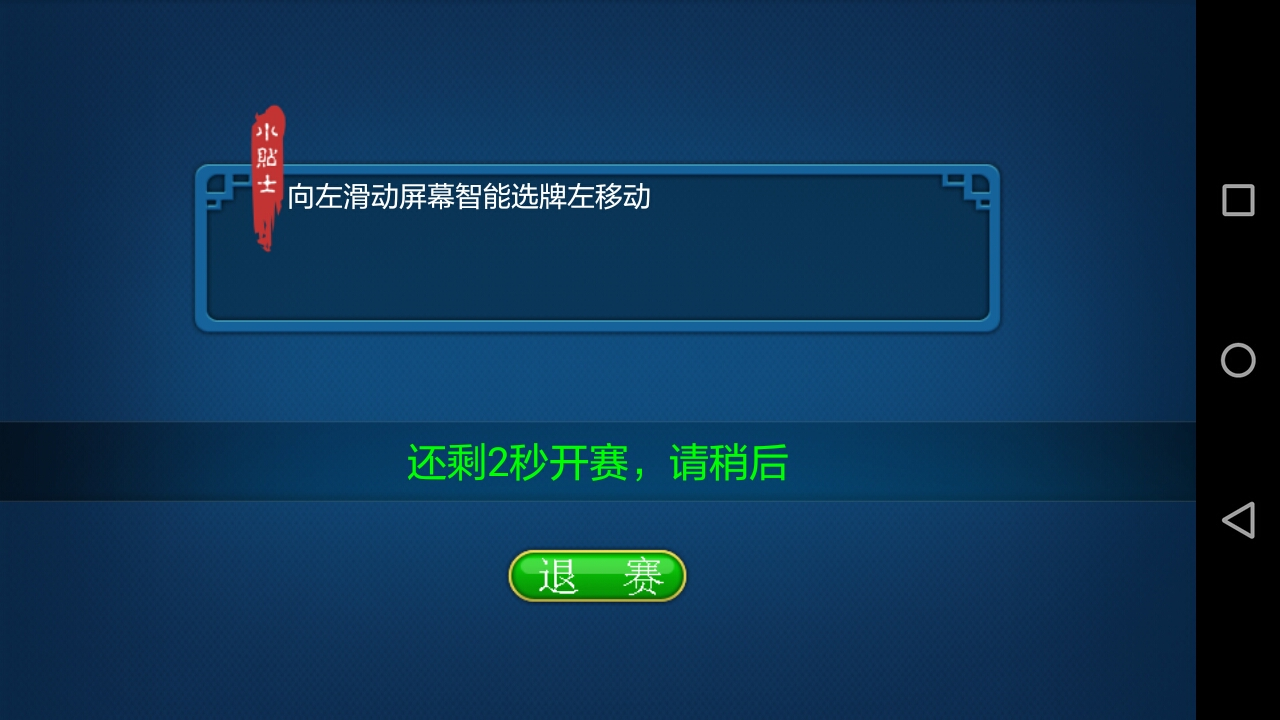 小贴士
向左滑动屏幕智能选牌左移动
还剩2秒开赛，请稍后
退 赛